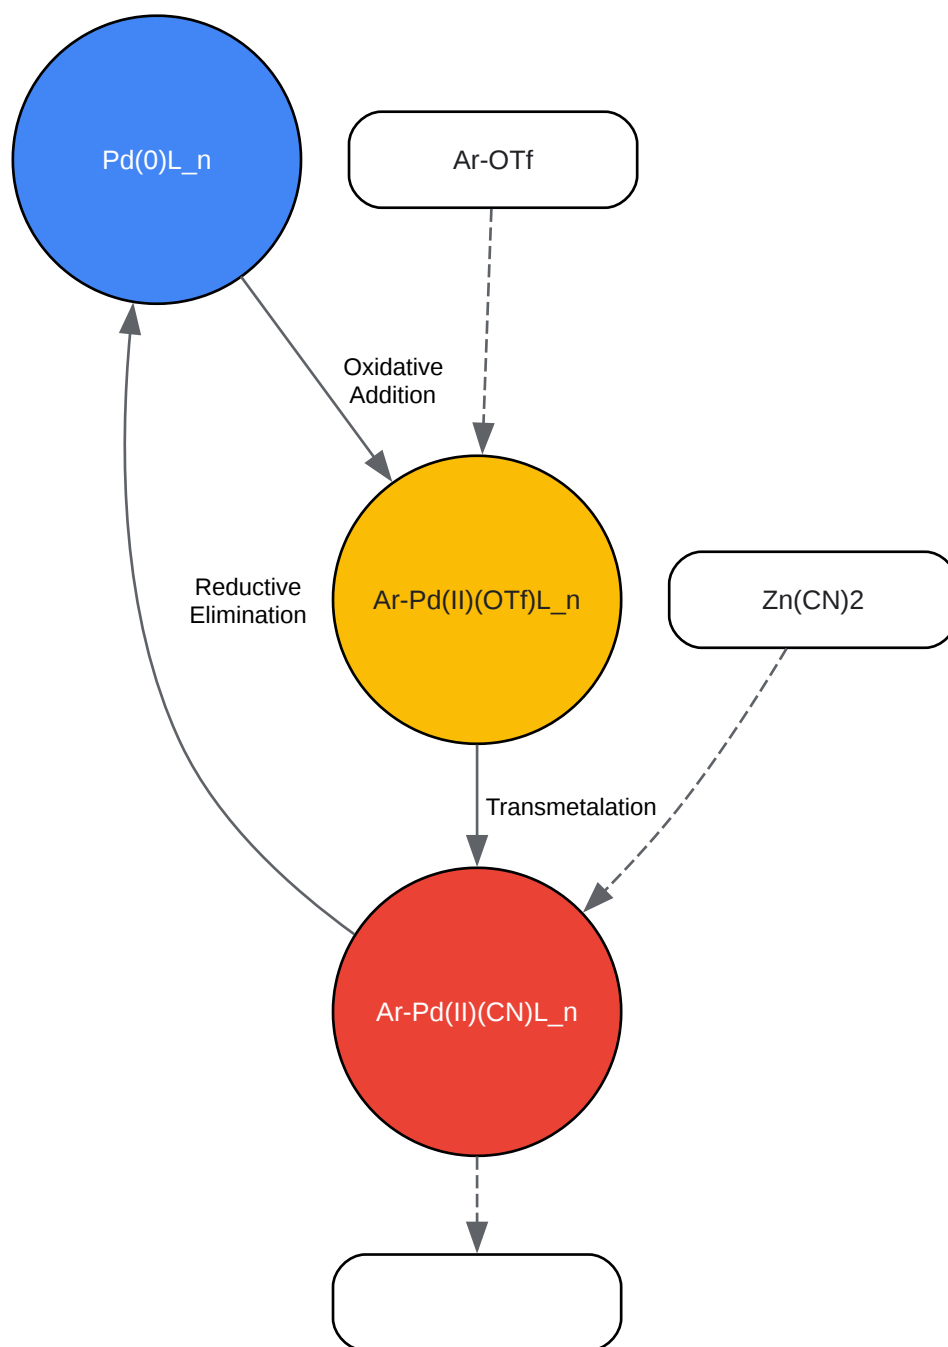 Pd(0)L_n
Ar-OTf
Oxidative
Addition
Reductive
Elimination
Ar-Pd(II)(OTf)L_n
Zn(CN)2
Transmetalation
Ar-Pd(II)(CN)L_n